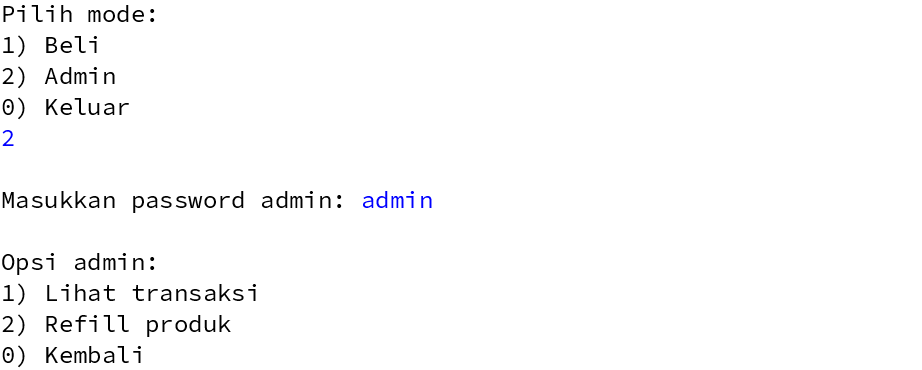 Pilih mode:
1) Beli
2) Admin
0) Keluar
2
Masukkan password admin: admin
Opsi admin:
1) Lihat transaksi
2) Refill produk
0) Kembali